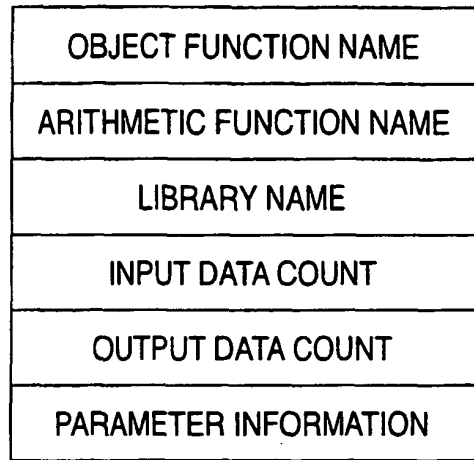 OBJECT FUNCTION NAME
ARITHMETIC FUNCTION NAME
LIBRARY NAME
INPUT DATA COUNT
OUTPUT DATA COUNT
PARAMETER INFORMATION